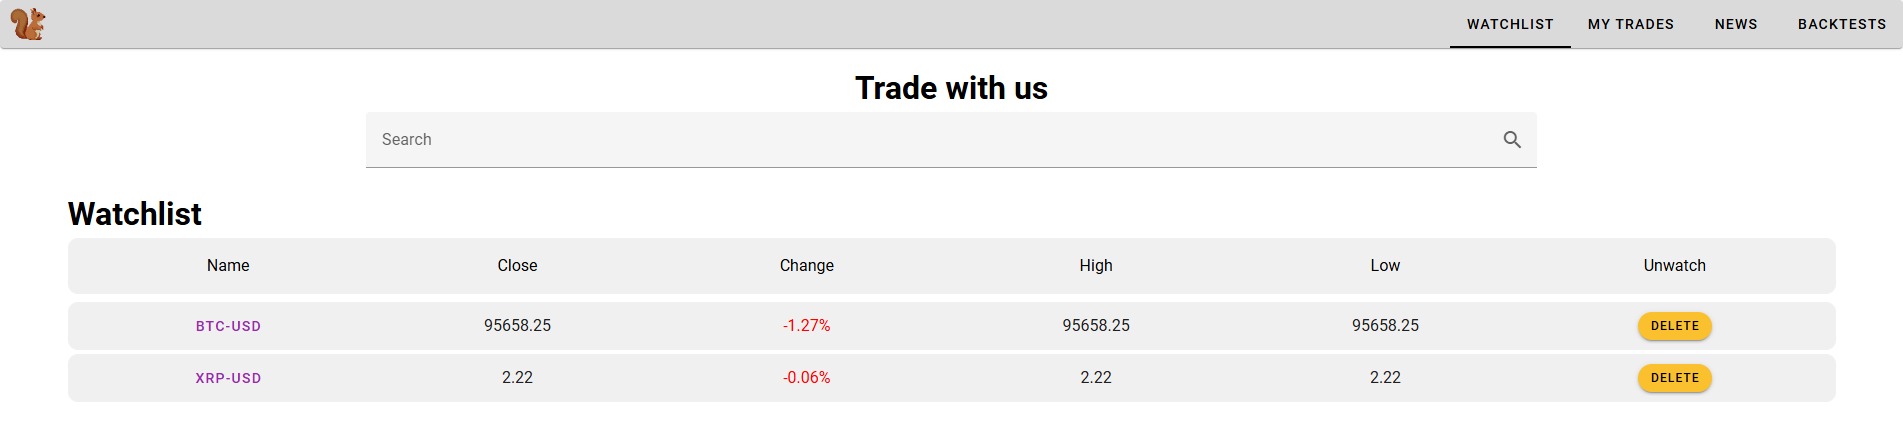 WATCHLIST MY TRADES NEWS BACKTESTS
Trade with us
Search
Watchlist
Name Close Change High Low Unwatch
BTC-USD 95658.25 -1.27% 95658.25 95658.25 DELETE
XRP-USD 2.22 -0.06% 2.22 2.22 DELETE